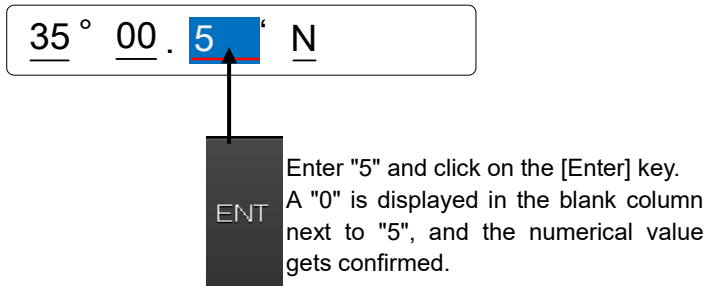 35° 00. 5 ‘ N
ENT
Enter "5" and click on the [Enter] key.
A "0" is displayed in the blank column
next to "5", and the numerical value
gets confirmed.